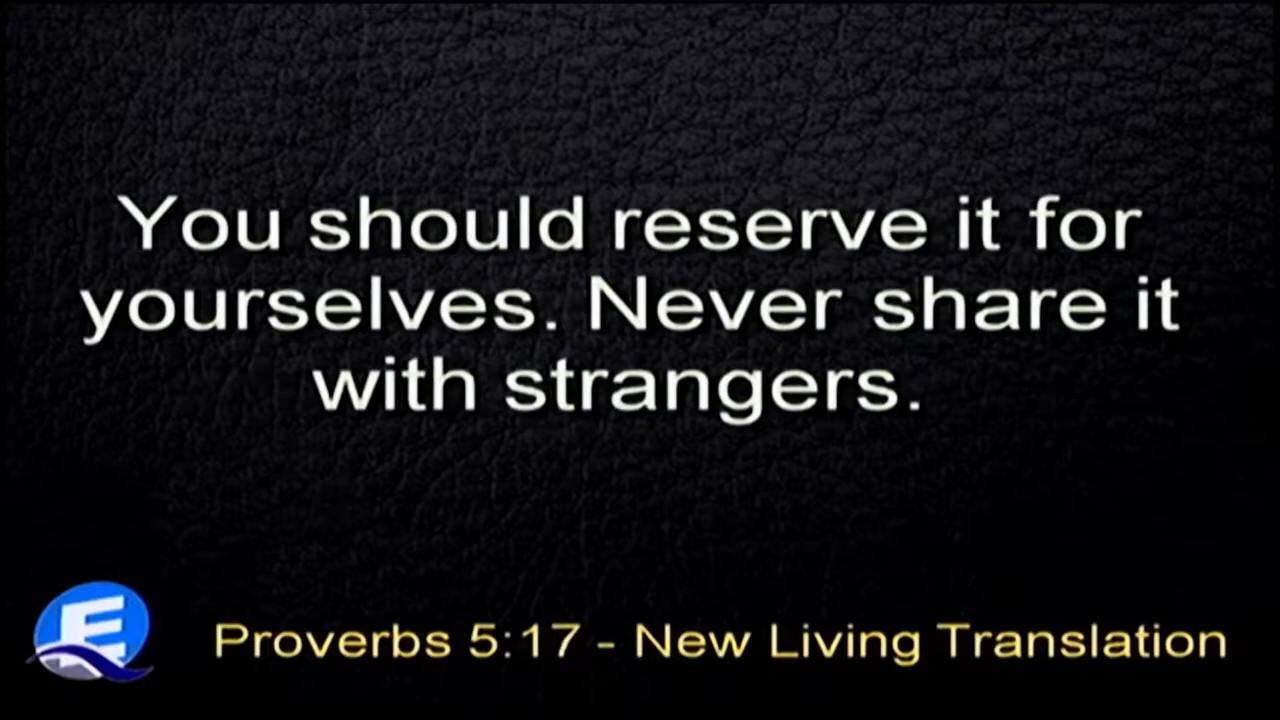 You should reserve it for
yourselves. Never share it
with strangers.
E
Proverbs 5:17 - New Living Translation